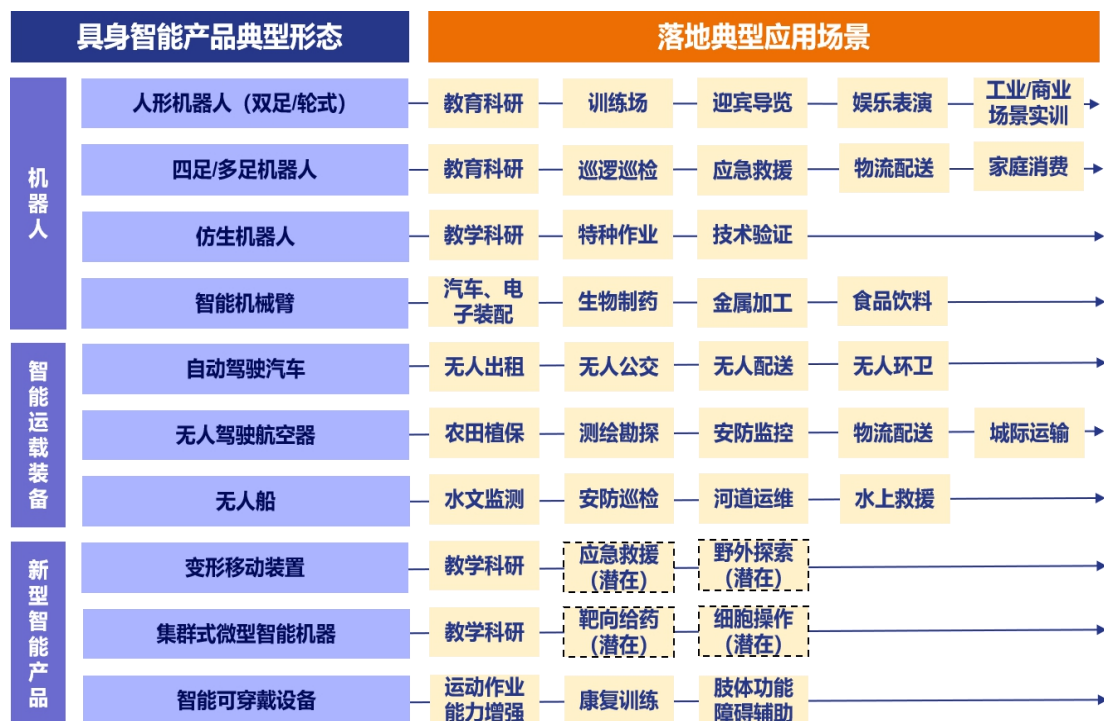 具身智能产品典型形态
落地典型应用场景
机器人
人形机器人（双足/轮式）
教育科研
训练场
迎宾导览
娱乐表演
工业/商业
场景实训
四足/多足机器人
教育科研
巡逻巡检
应急救援
物流配送
家庭消费
仿生机器人
教学科研
特种作业
技术验证
智能机械臂
汽车、电
子装配
生物制药
金属加工
食品饮料
智能运载装备
自动驾驶汽车
无人出租
无人公交
无人配送
无人环卫
无人驾驶航空器
农田植保
测绘勘探
安防监控
物流配送
城际运输
无人船
水文监测
安防巡检
河道运维
水上救援
新型智能产品
变形移动装置
教学科研
应急救援
（潜在）
野外探索
（潜在）
集群式微型智能机器
教学科研
靶向给药
（潜在）
细胞操作
（潜在）
智能可穿戴设备
运动作业
能力增强
康复训练
肢体功能
障碍辅助